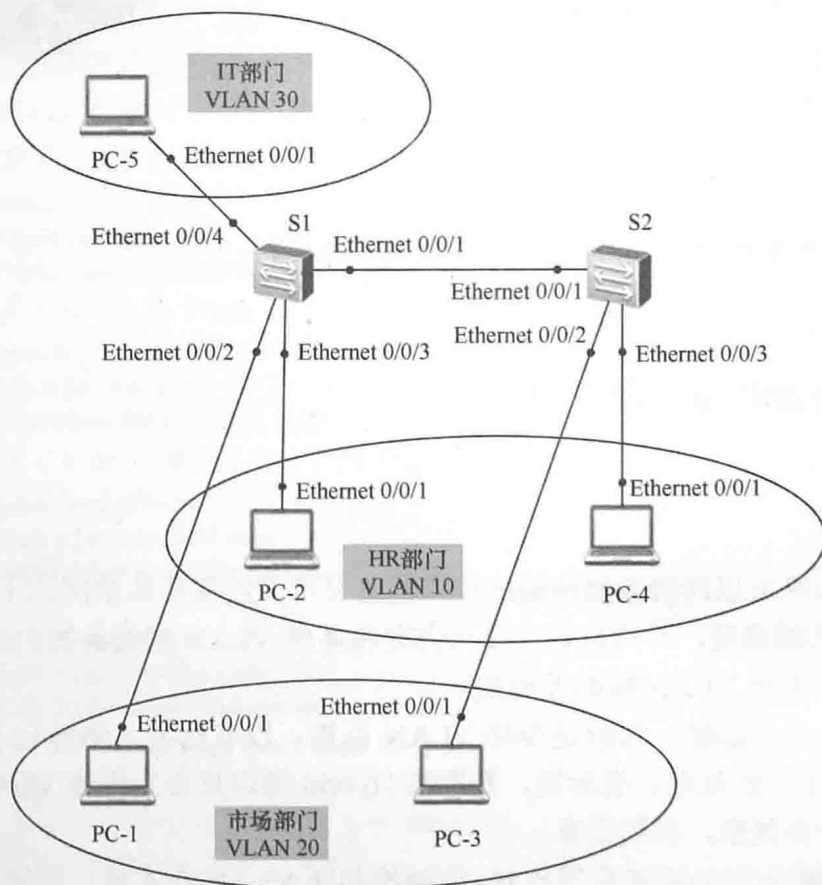 IT部门
VLAN 30
PC-5
Ethernet 0/0/1
Ethernet 0/0/4
S1
S2
Ethernet 0/0/1
Ethernet 0/0/1
Ethernet 0/0/2
Ethernet 0/0/3
Ethernet 0/0/2
Ethernet 0/0/3
Ethernet 0/0/1
Ethernet 0/0/1
PC-2
HR部门
VLAN 10
PC-4
Ethernet 0/0/1
Ethernet 0/0/1
PC-1
市场部门
VLAN 20
PC-3